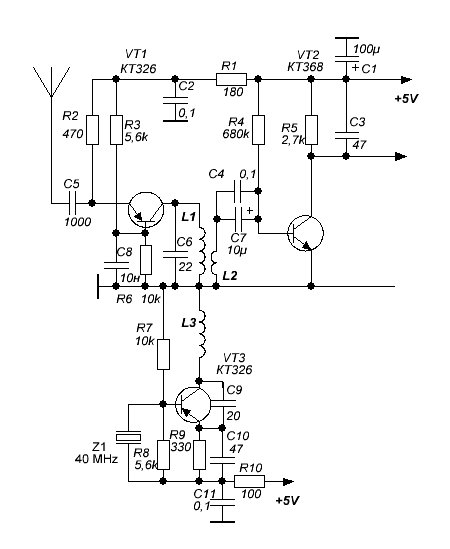 100µ
VT1
KT326
C2
R1
VT2
KT368
+ C1
0,1
180
+5V
R2
470
R3
5,6k
R4
680k
R5
2,7k
C3
47
C4
0,1
C5
1000
L1
+
C7
10µ
C6
22
C8
10н
L2
R6
10k
L3
R7
10k
VT3
KT326
C9
20
Z1
40 MHz
R8
5,6k
R9
330
C10
47
R10
100
C11
0,1
+5V